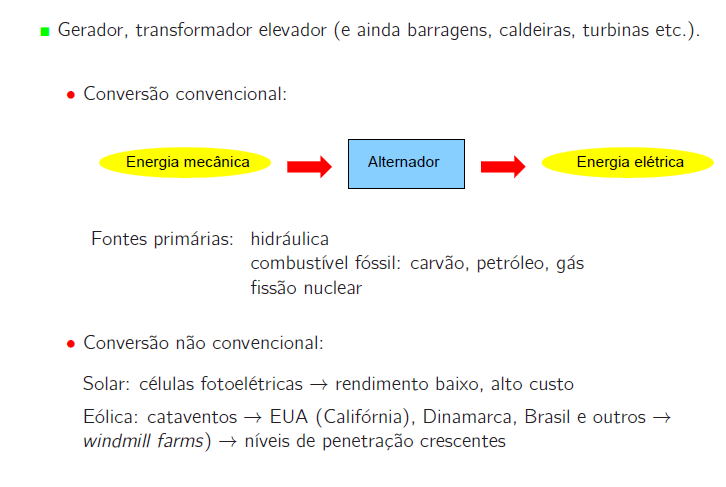 Gerador, transformador elevador (e ainda barragens, caldeiras, turbinas etc.).
Conversão convencional:
Energia mecânica
Alternador
Energia elétrica
Fontes primárias: hidráulica
combustível fóssil: carvão, petróleo, gás
fissão nuclear
Conversão não convencional:
Solar: células fotoelétricas → rendimento baixo, alto custo
Eólica: cataventos → EUA (Califórnia), Dinamarca, Brasil e outros →
windmill farms) → níveis de penetração crescentes